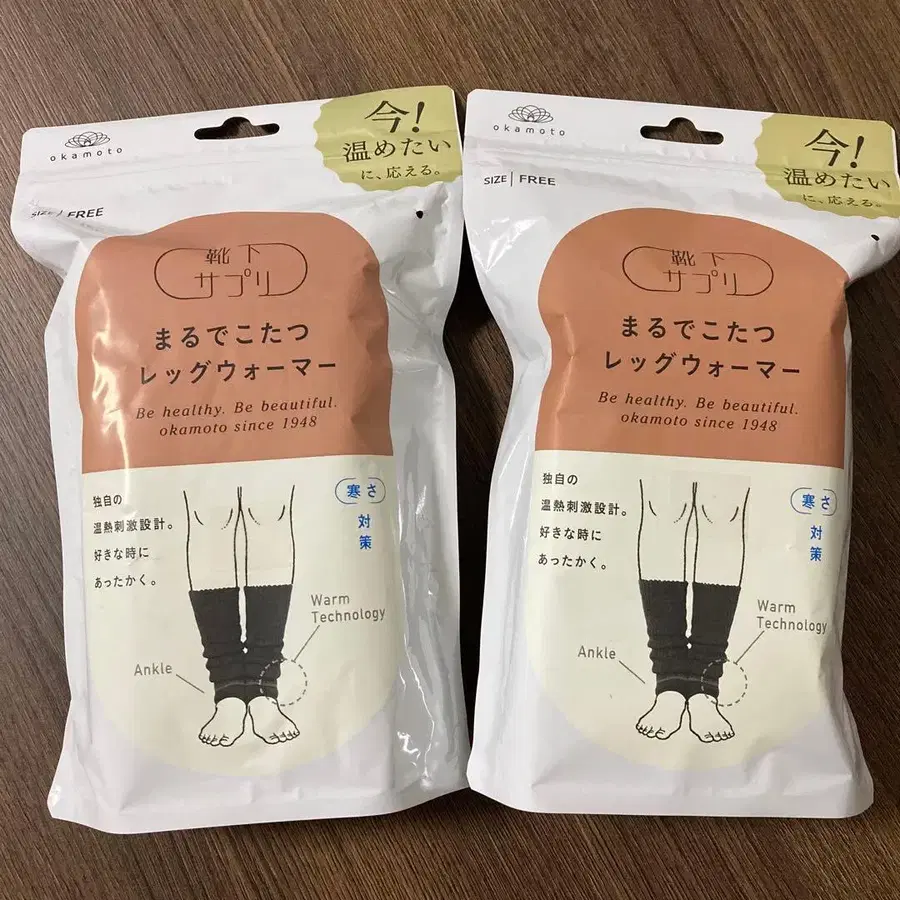 okamoto
今!
温めたい
に、応える。
SIZE | FREE
靴下
サプリ
まるでこたつ
レッグウォーマー
Be healthy. Be beautiful.
okamoto since 1948
独自の
温熱刺激設計。
好きな時に
あったかく。
寒さ
対策
Warm
Technology
Ankle
okamoto
今!
温めたい
に、応える。
SIZE | FREE
靴下
サプリ
まるでこたつ
レッグウォーマー
Be healthy. Be beautiful.
okamoto since 1948
独自の
温熱刺激設計。
好きな時に
あったかく。
寒さ
対策
Warm
Technology
Ankle